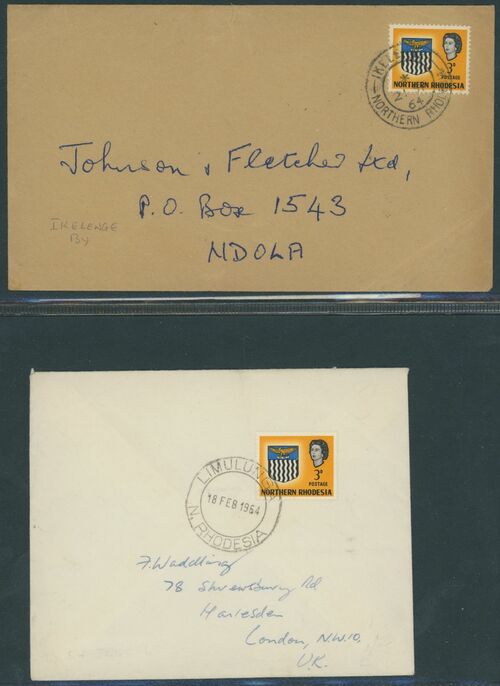 3ᴰ
POSTAGE
NORTHERN RHODESIA
64
NORTHERN RHOD
Johnson & Fletcher Ltd,
P.O. Box 1543
NDOLA
IKELENGE
By
3ᴰ
POSTAGE
NORTHERN RHODESIA
LIMULUNGA
18 FEB 1964
N. RHODESIA
F. Waddling
78 Shrewsbury Rd
Harlesden
London, N.W.10.
U.K.